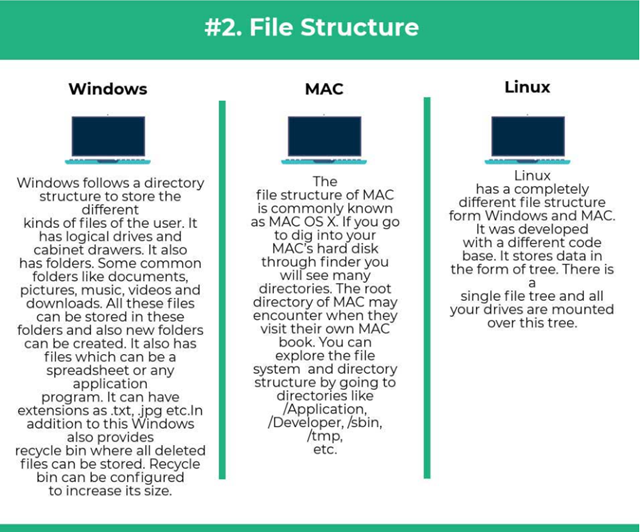 #2. File Structure
Windows
Windows follows a directory
structure to store the
different
kinds of files of the user. It
has logical drives and
cabinet drawers. It also
has folders. Some common
folders like documents,
pictures, music, videos and
downloads. All these files
can be stored in these
folders and also new folders
can be created. It also has
files which can be a
spreadsheet or any
application
program. It can have
extensions as .txt, .jpg etc.In
addition to this Windows
also provides
recycle bin where all deleted
files can be stored. Recycle
bin can be configured
to increase its size.
MAC
The
file structure of MAC
is commonly known
as MAC OS X. If you go
to dig into your
MAC's hard disk
through finder you
will see many
directories. The root
directory of MAC may
encounter when they
visit their own MAC
book. You can
explore the file
system and directory
structure by going to
directories like
/Application,
/Developer, /sbin,
/tmp,
etc.
Linux
Linux
has a completely
different file structure
form Windows and MAC.
It was developed
with a different code
base. It stores data in
the form of tree. There is
a
single file tree and all
your drives are mounted
over this tree.